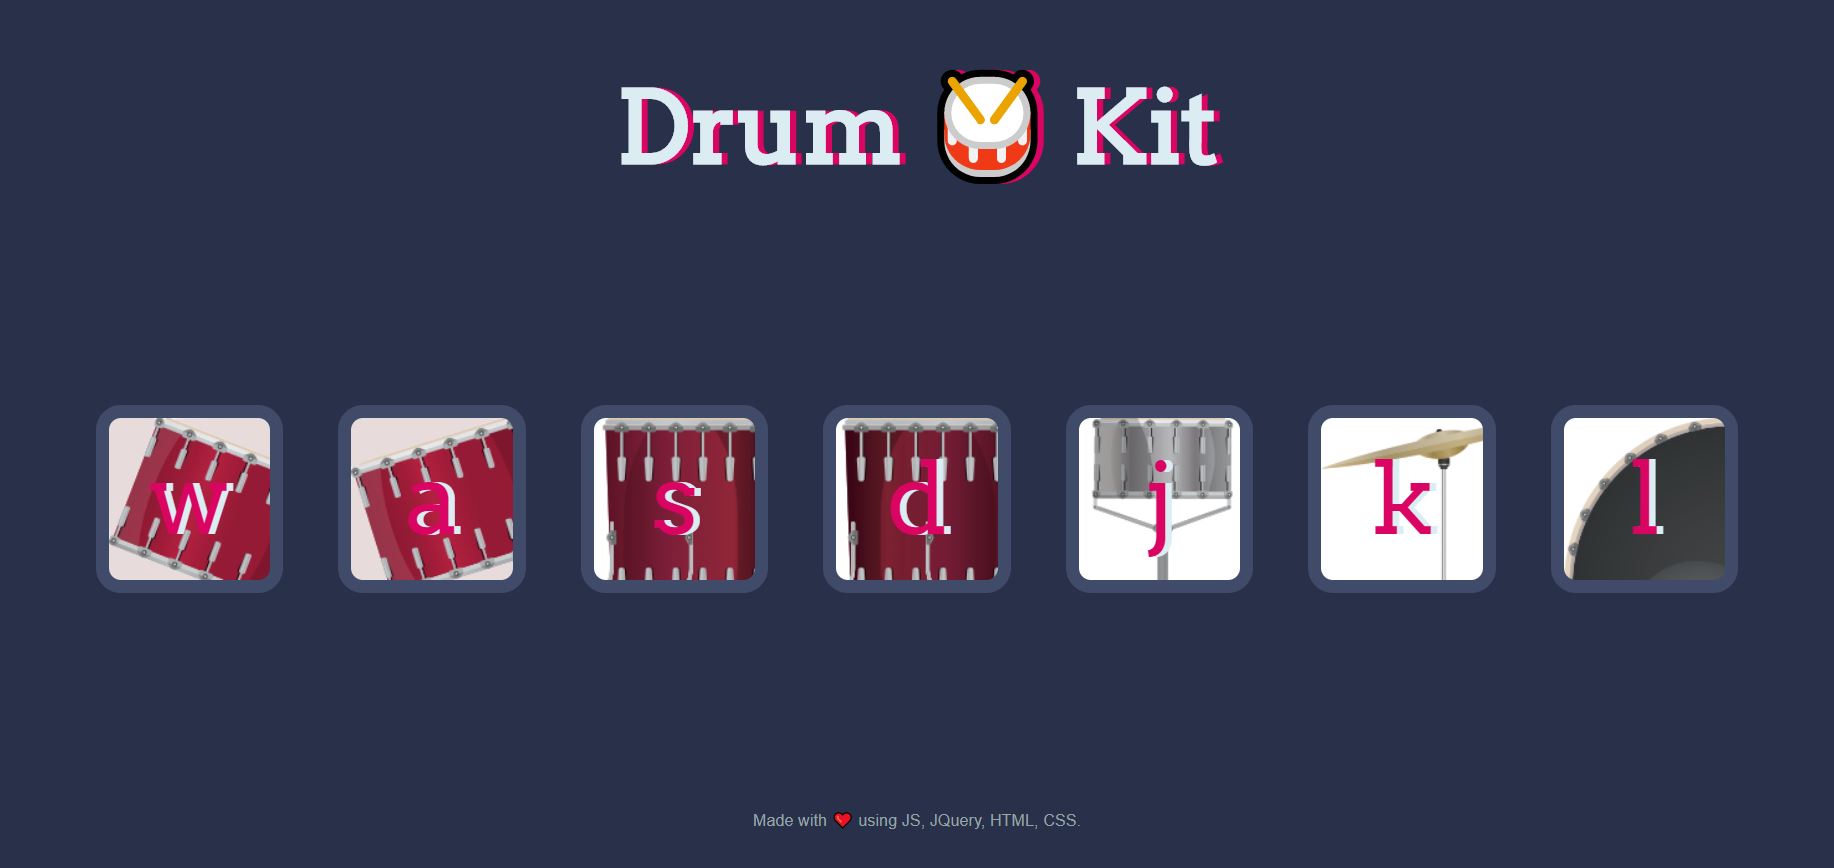 Drum 🥁 Kit
w a s d j k l
Made with ❤️ using JS, JQuery, HTML, CSS.